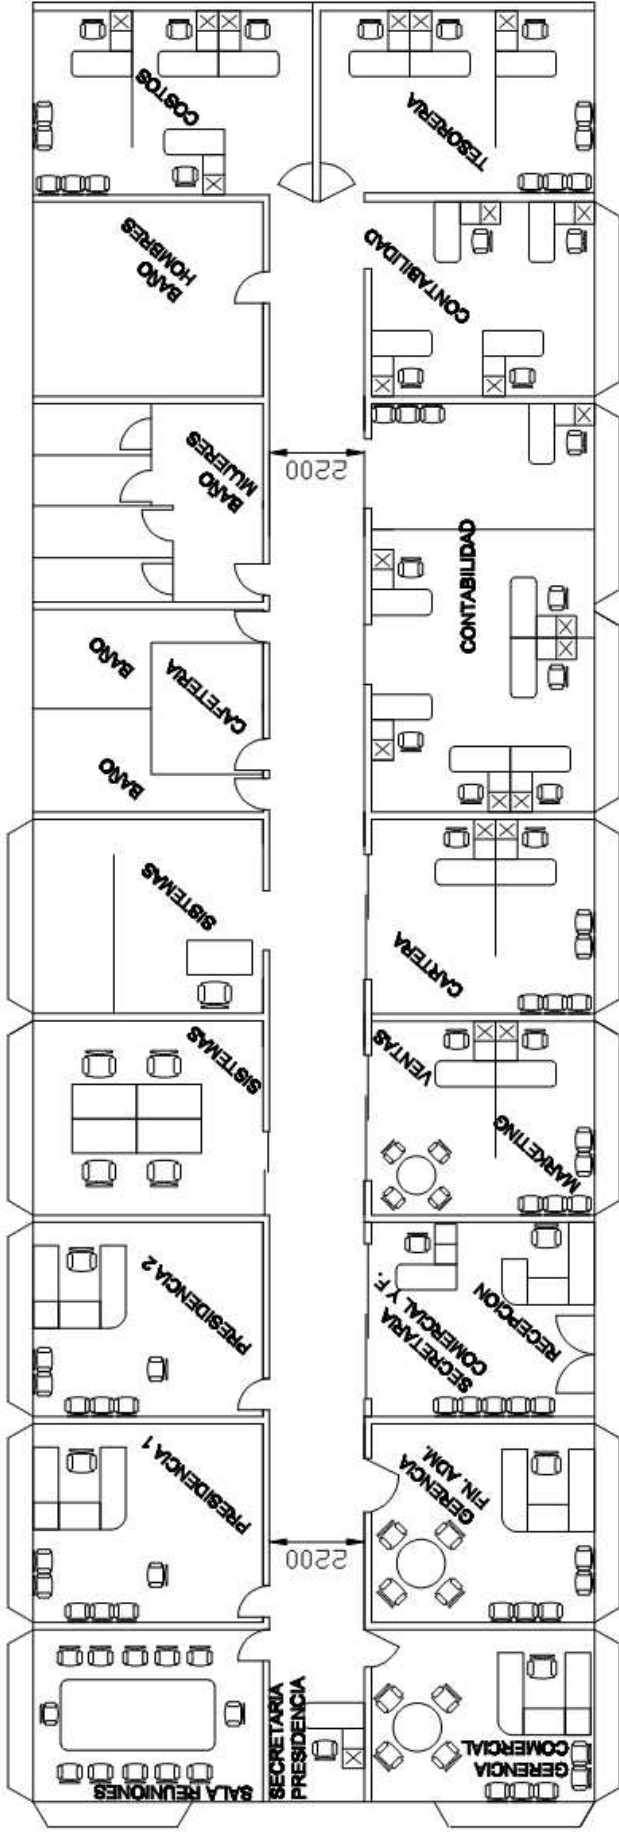 COSTOS
TESORERIA
BAÑO
HOMBRES
CONTABILIDAD
BAÑO
MUJERES
2200
CONTABILIDAD
BAÑO
CAFETERIA
BAÑO
SISTEMAS
CARTERA
SISTEMAS
VENTAS
MARKETING
PRESIDENCIA 2
SECRETARIA
COMERCIAL Y F.
RECEPCION
PRESIDENCIA 1
GERENCIA
FIN. ADM.
2200
SALA REUNIONES
SECRETARIA
PRESIDENCIA
GERENCIA
COMERCIAL